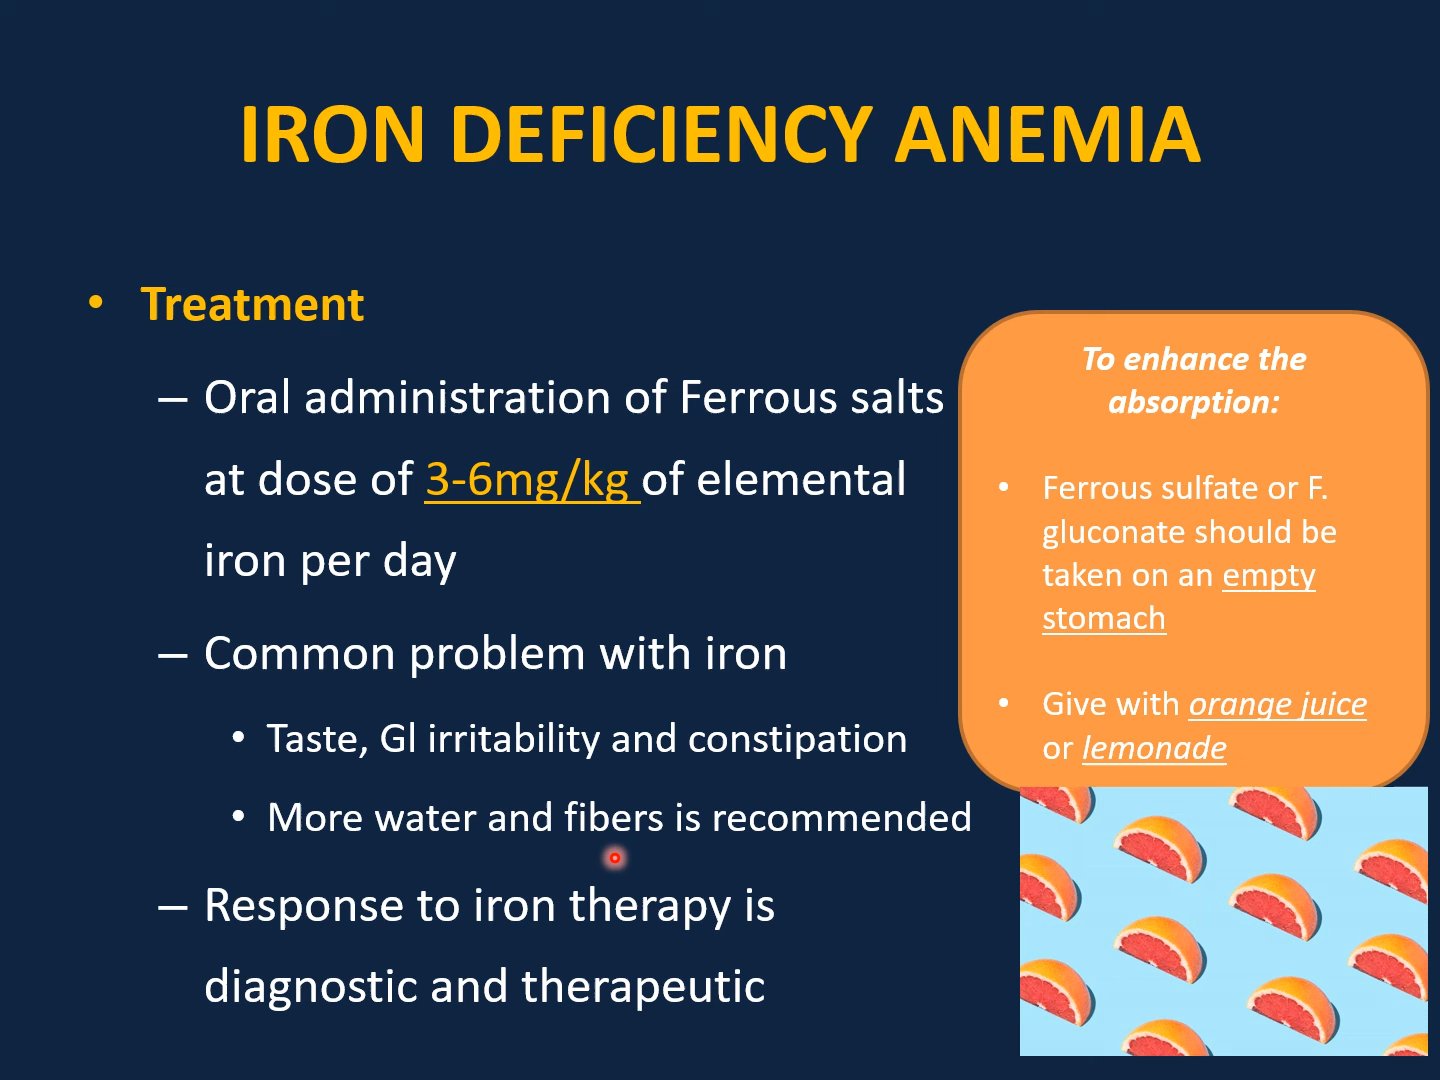 IRON DEFICIENCY ANEMIA
• Treatment
– Oral administration of Ferrous salts
at dose of 3-6mg/kg of elemental
iron per day
– Common problem with iron
• Taste, Gl irritability and constipation
• More water and fibers is recommended
– Response to iron therapy is
diagnostic and therapeutic
To enhance the
absorption:
• Ferrous sulfate or F.
gluconate should be
taken on an empty
stomach
• Give with orange juice
or lemonade